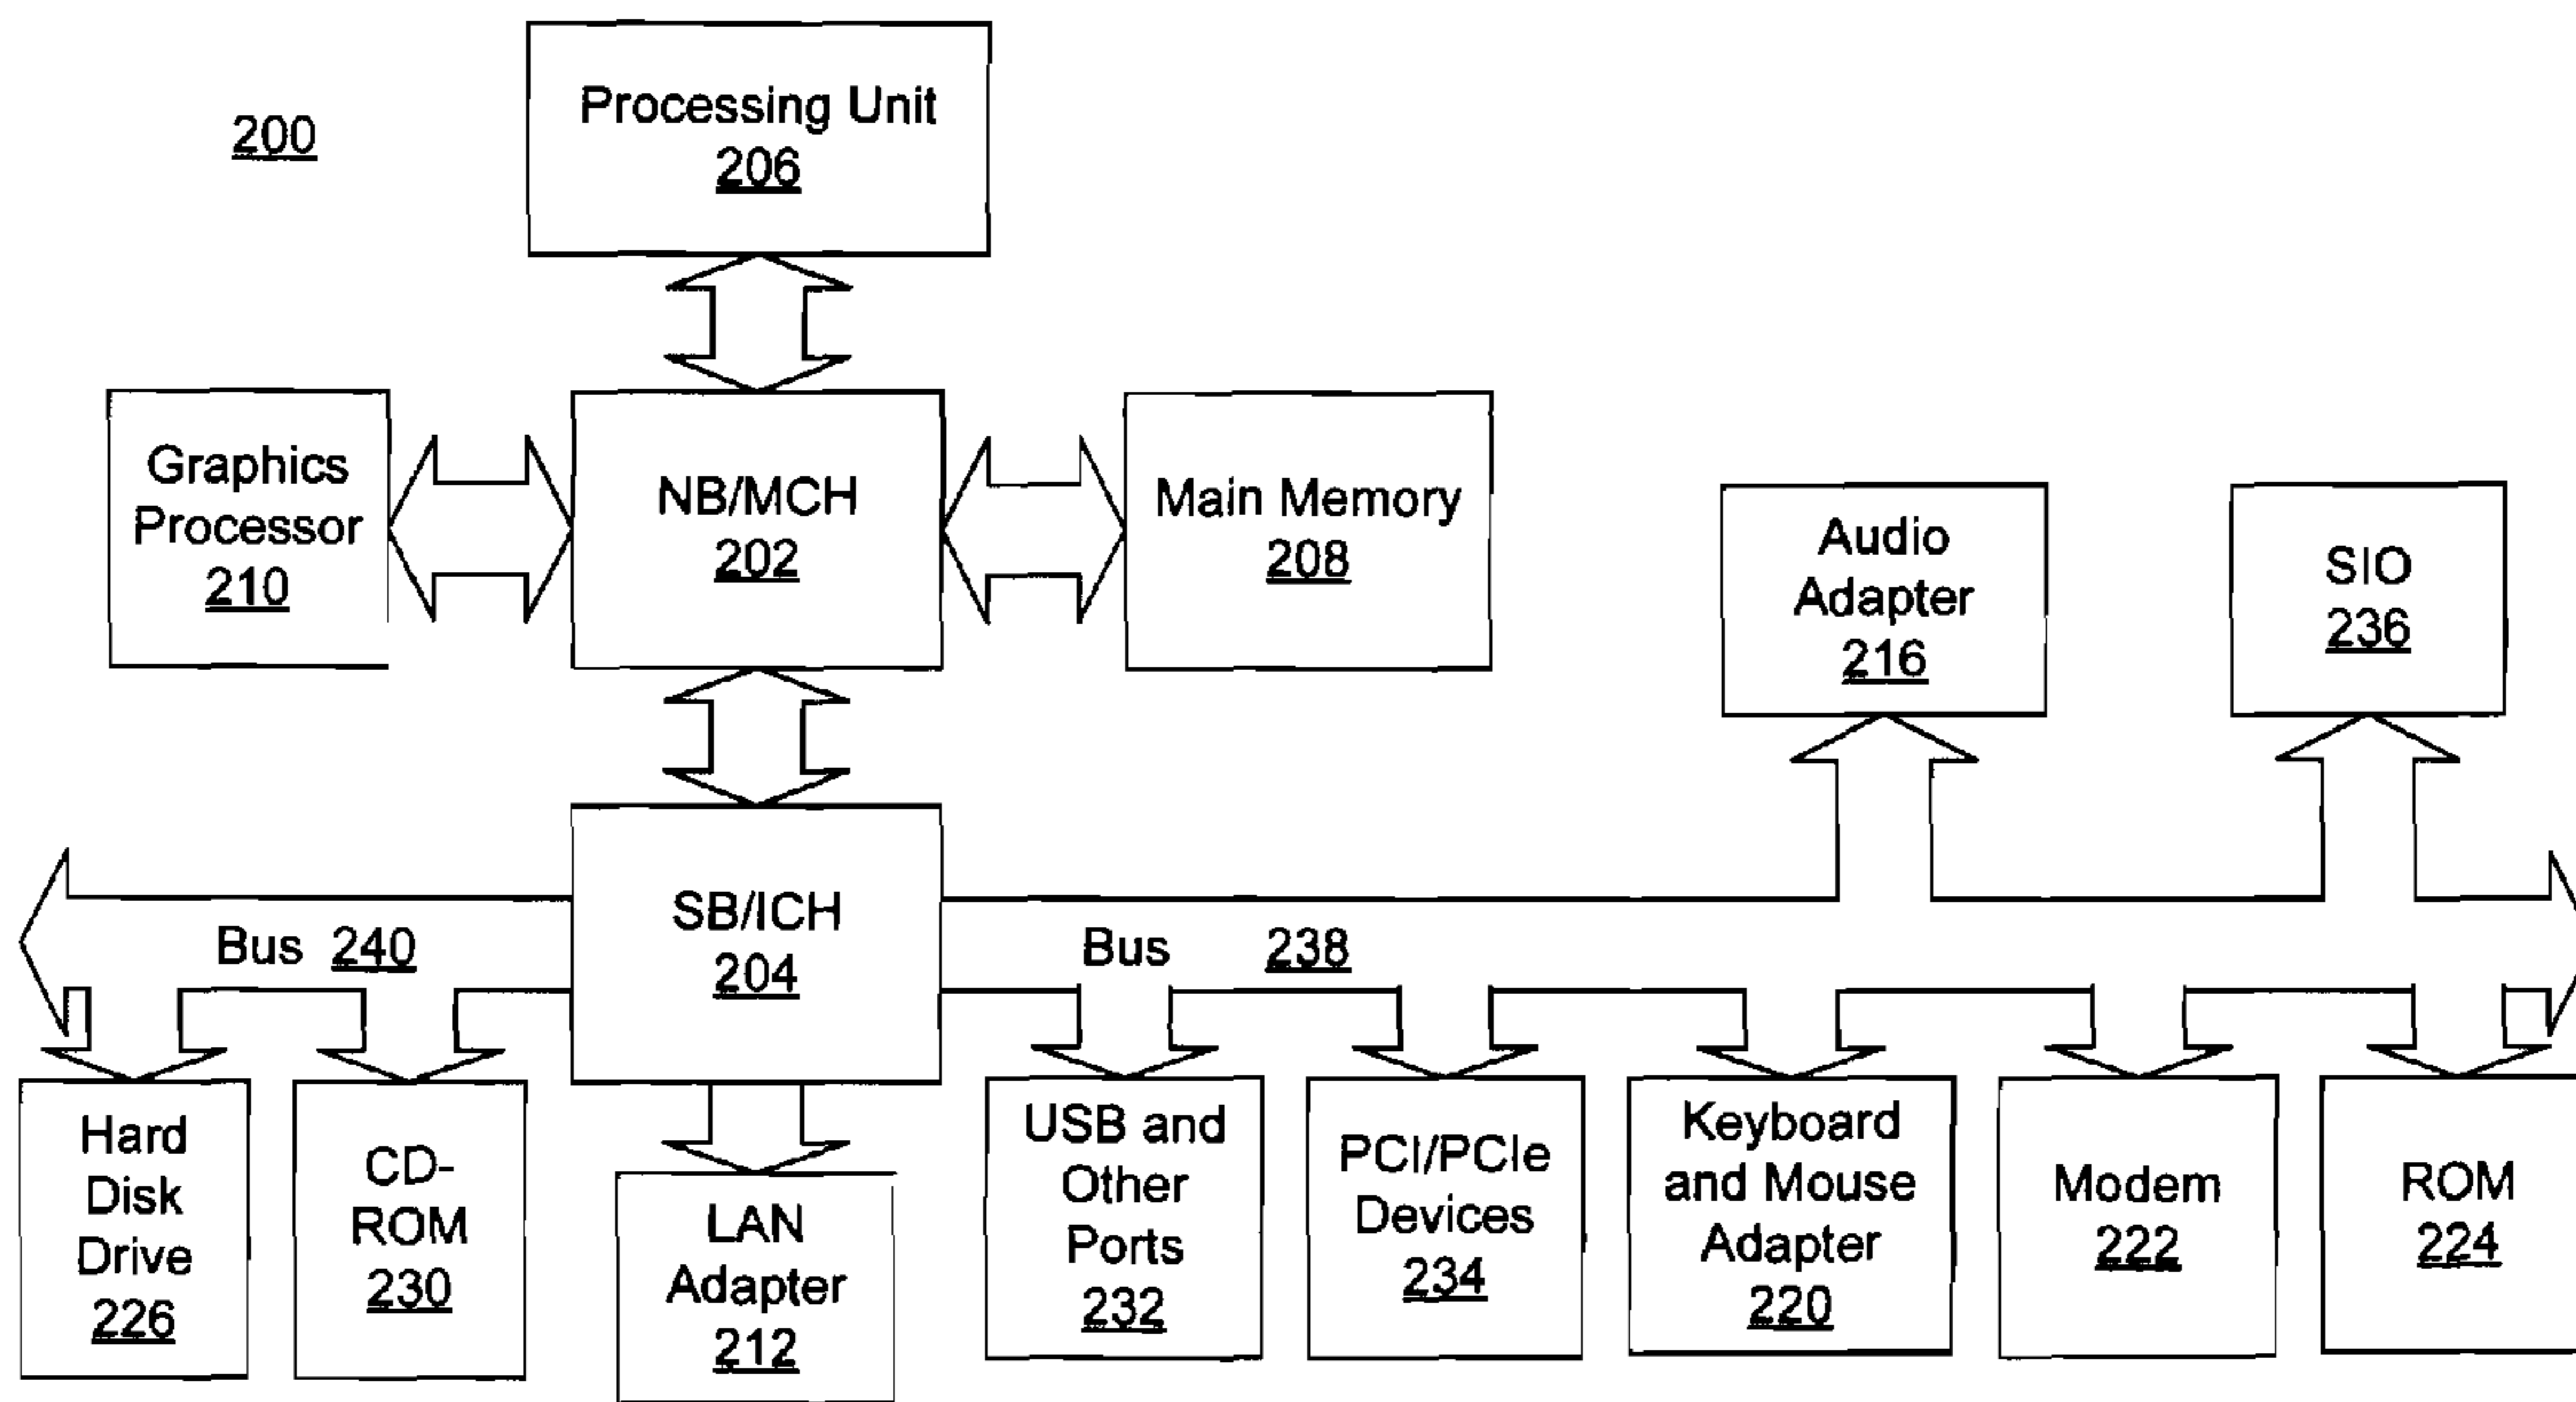 200
Processing Unit
206
Graphics
Processor
210
NB/MCH
202
Main Memory
208
Audio
Adapter
216
SIO
236
SB/ICH
204
Bus 240
Bus 238
Hard
Disk
Drive
226
CD-
ROM
230
LAN
Adapter
212
USB and
Other
Ports
232
PCI/PCIe
Devices
234
Keyboard
and Mouse
Adapter
220
Modem
222
ROM
224